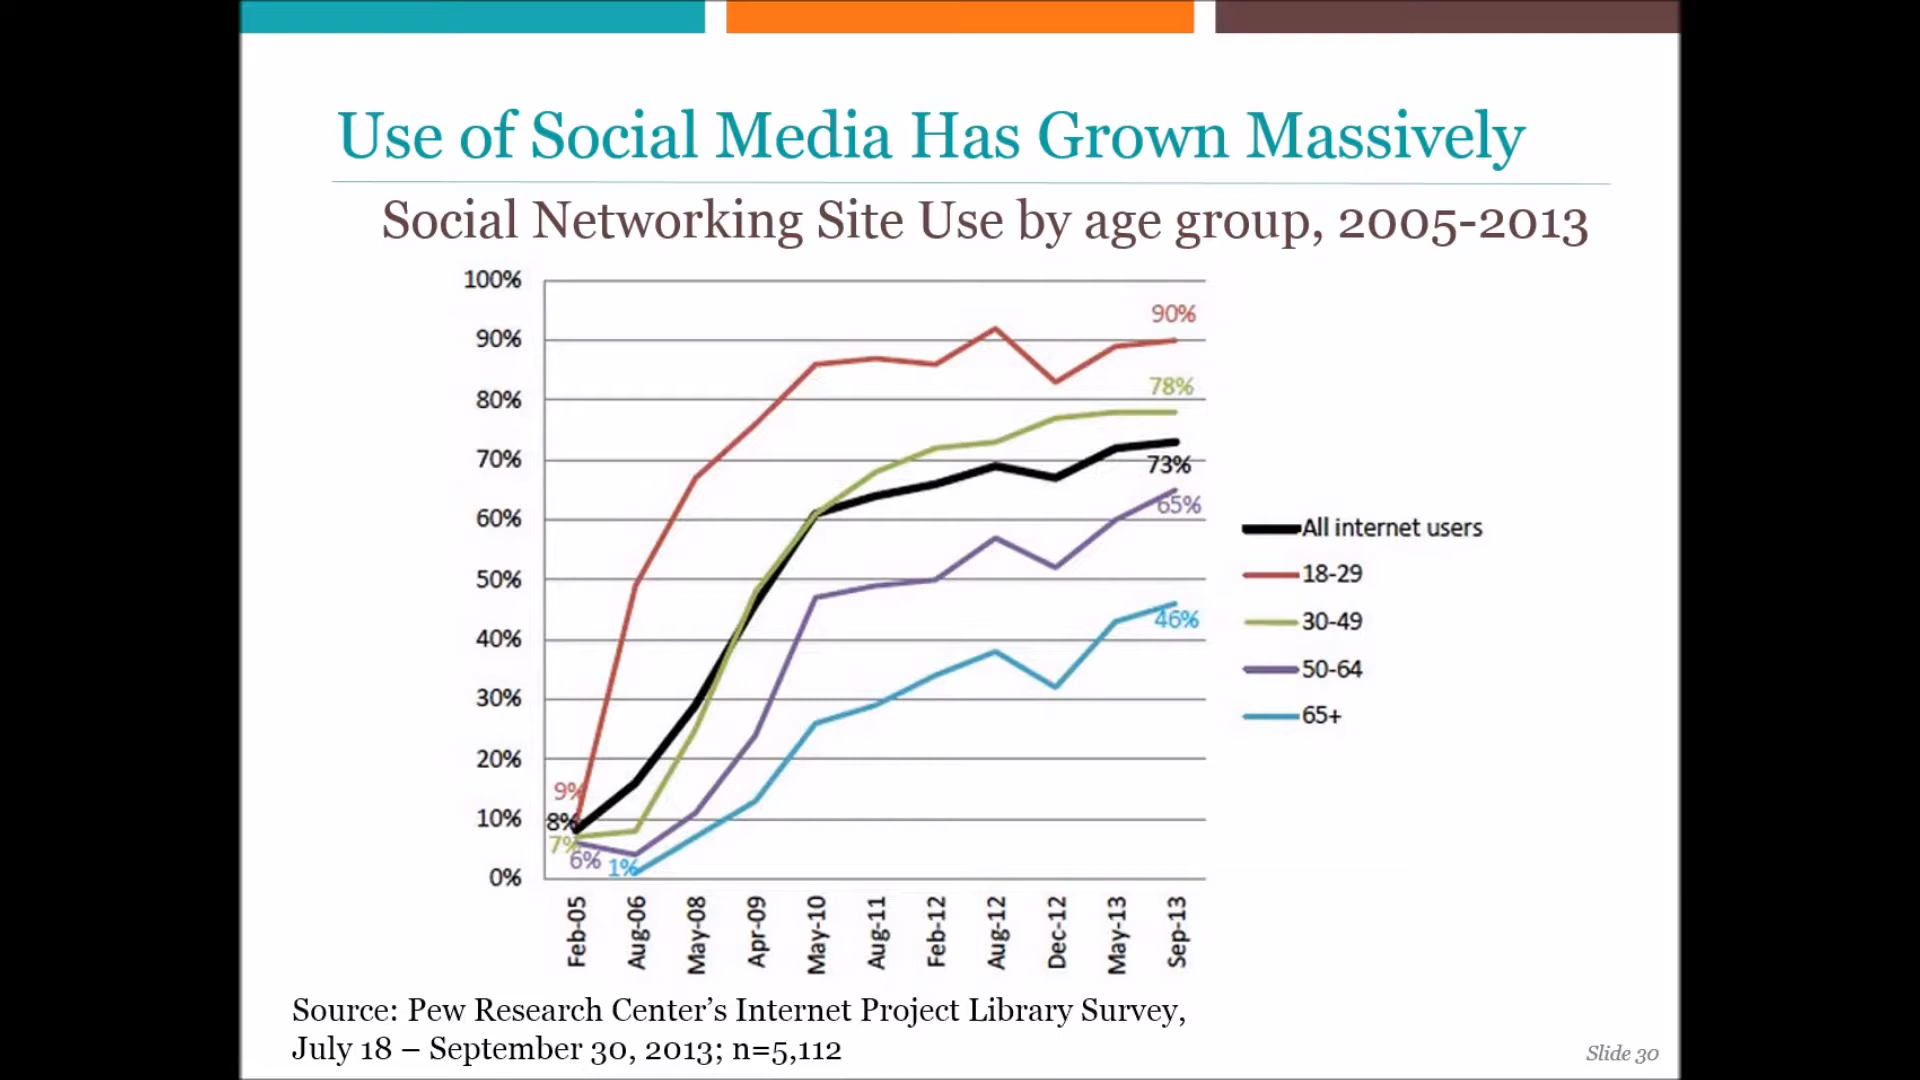 Use of Social Media Has Grown Massively
Social Networking Site Use by age group, 2005-2013
100%
90%
80%
70%
60%
50%
40%
30%
20%
10%
0%
90%
78%
73%
65%
46%
9%
8%
7%
6%
1%
Feb-05
Aug-06
May-08
Apr-09
May-10
Aug-11
Feb-12
Aug-12
Dec-12
May-13
Sep-13
All internet users
18-29
30-49
50-64
65+
Source: Pew Research Center’s Internet Project Library Survey,
July 18 – September 30, 2013; n=5,112
Slide 30